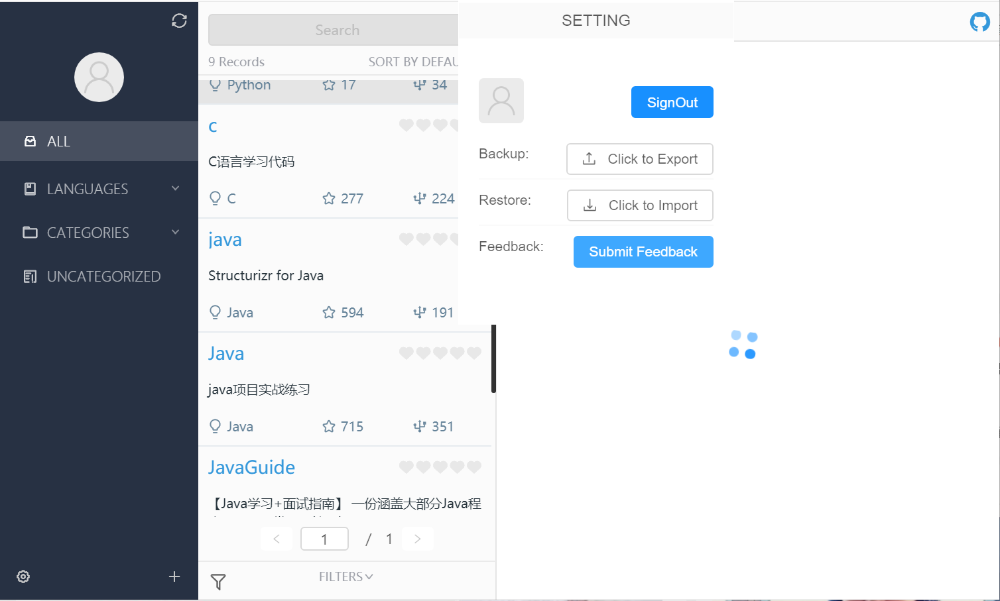 ALL
LANGUAGES
CATEGORIES
UNCATEGORIZED
Search
9 Records
SORT BY DEFAU
Python 17 34
C
C语言学习代码
C 277 224
java
Structurizr for Java
Java 594 191
Java
java项目实战练习
Java 715 351
JavaGuide
【Java学习+面试指南】 一份涵盖大部分Java程
1 / 1
FILTERS
SETTING
SignOut
Backup: Click to Export
Restore: Click to Import
Feedback: Submit Feedback